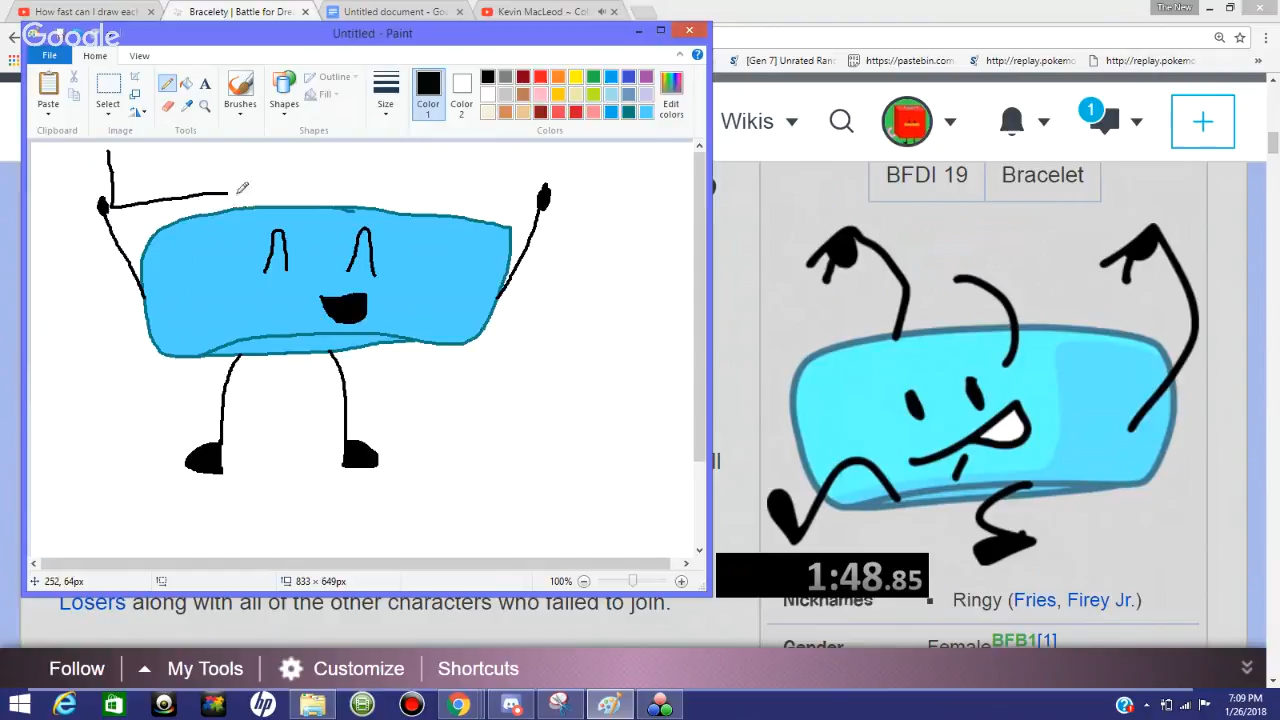 How fast can I draw eacl
Bracelety | Battle for Dre
Untitled document - Go
Kevin MacLeod ~ Co
The New
Google
Untitled - Paint
[Gen 7] Unrated Ran
https://pastebin.com
http://replay.pokemo
http://replay.pokemo
File
Home
View
Paste
Select
Brushes
Shapes
Outline
Fill
Size
Color 1
Color 2
Edit colors
Clipboard
Image
Tools
Shapes
Colors
Wikis
1
BFDI 19
Bracelet
252, 64px
833 × 649px
100%
1:48.85
ll
Losers along with all of the other characters who failed to join.
Nicknames
Ringy (Fries, Firey Jr.)
Gender
Female BFB1[1]
Follow
My Tools
Customize
Shortcuts
7:09 PM
1/26/2018